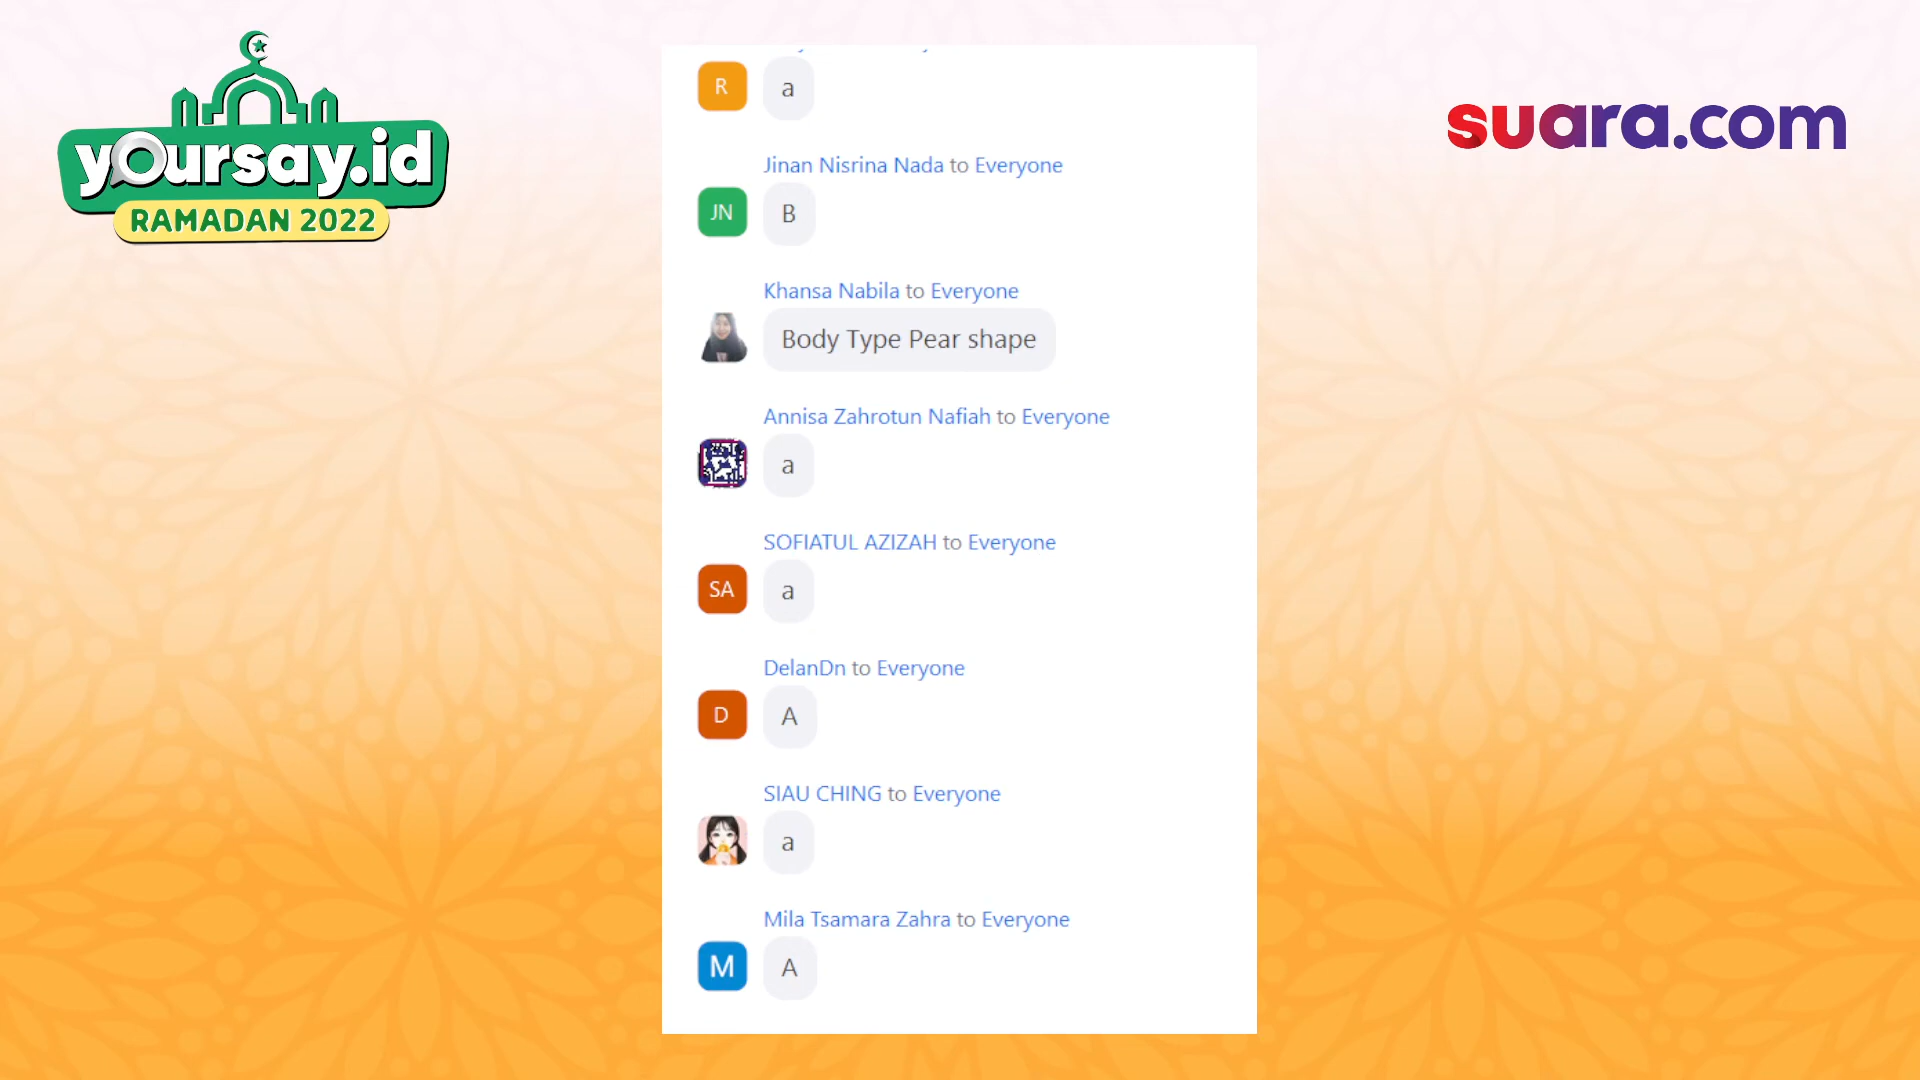 yoursay.id
RAMADAN 2022
suara.com
R
a
Jinan Nisrina Nada to Everyone
JN
B
Khansa Nabila to Everyone
Body Type Pear shape
Annisa Zahrotun Nafiah to Everyone
a
SOFIATUL AZIZAH to Everyone
SA
a
DelanDn to Everyone
D
A
SIAU CHING to Everyone
a
Mila Tsamara Zahra to Everyone
M
A